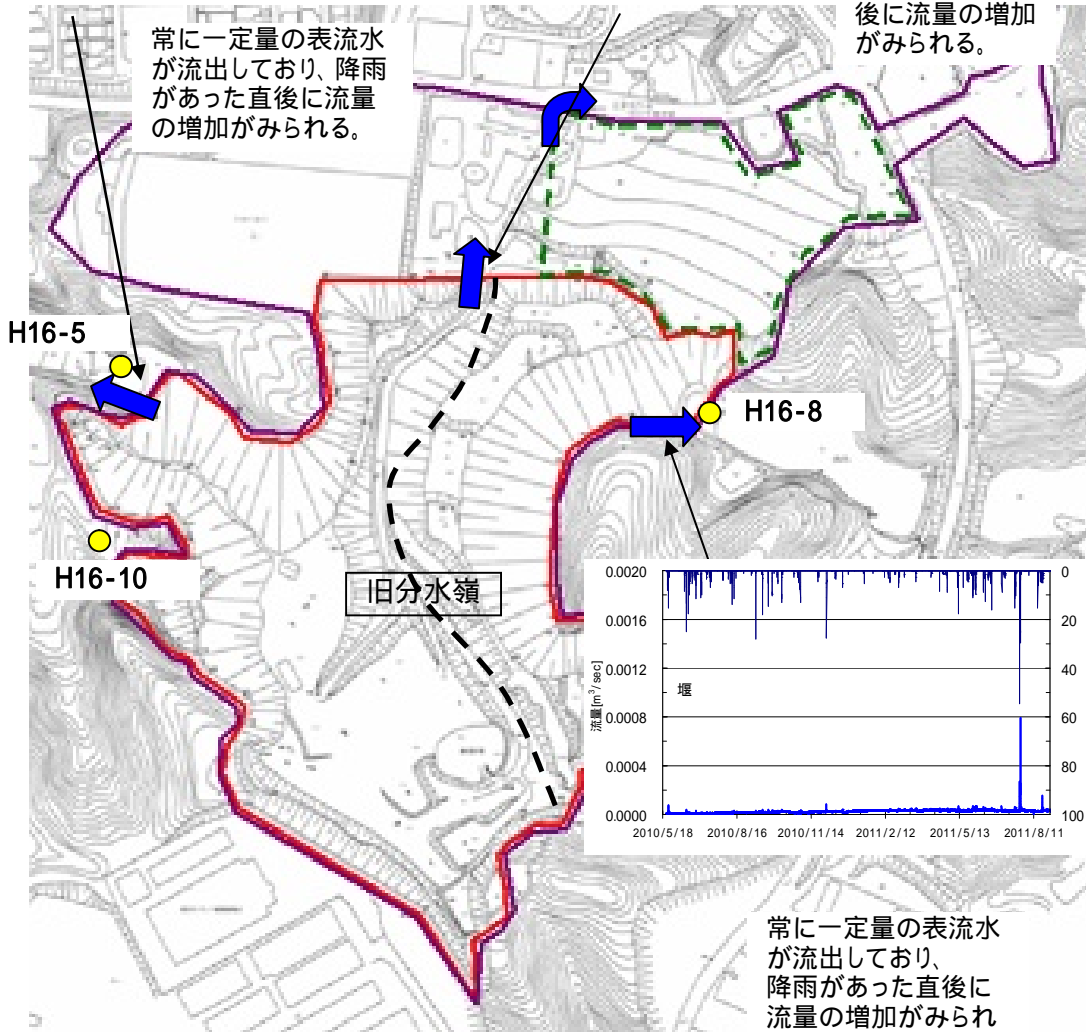 常に一定量の表流水
が流出しており、降雨
があった直後に流量
の増加がみられる。
後に流量の増加
がみられる。
H16-5
H16-8
H16-10
旧分水嶺
0.0020
0.0016
0.0012
0.0008
0.0004
0.0000
流量[m³/sec]
堰
0
20
40
60
80
100
2010/5/18 2010/8/16 2010/11/14 2011/2/12 2011/5/13 2011/8/11
常に一定量の表流水
が流出しており、
降雨があった直後に
流量の増加がみられ